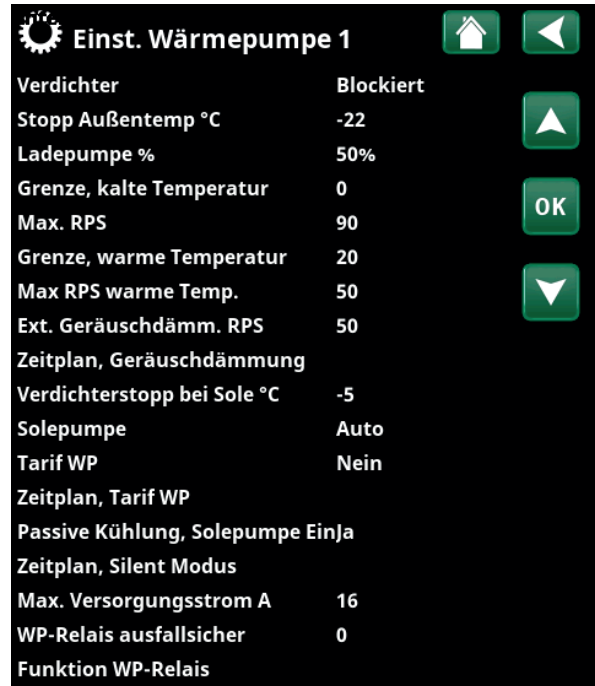 Einst. Wärmepumpe 1
Verdichter Blockiert
Stopp Außentemp °C -22
Ladepumpe % 50%
Grenze, kalte Temperatur 0
Max. RPS 90
OK
Grenze, warme Temperatur 20
Max RPS warme Temp. 50
Ext. Geräuschdämm. RPS 50
Zeitplan, Geräuschdämmung
Verdichterstopp bei Sole °C -5
Solepumpe Auto
Tarif WP Nein
Zeitplan, Tarif WP
Passive Kühlung, Solepumpe EinJa
Zeitplan, Silent Modus
Max. Versorgungsstrom A 16
WP-Relais ausfallsicher 0
Funktion WP-Relais